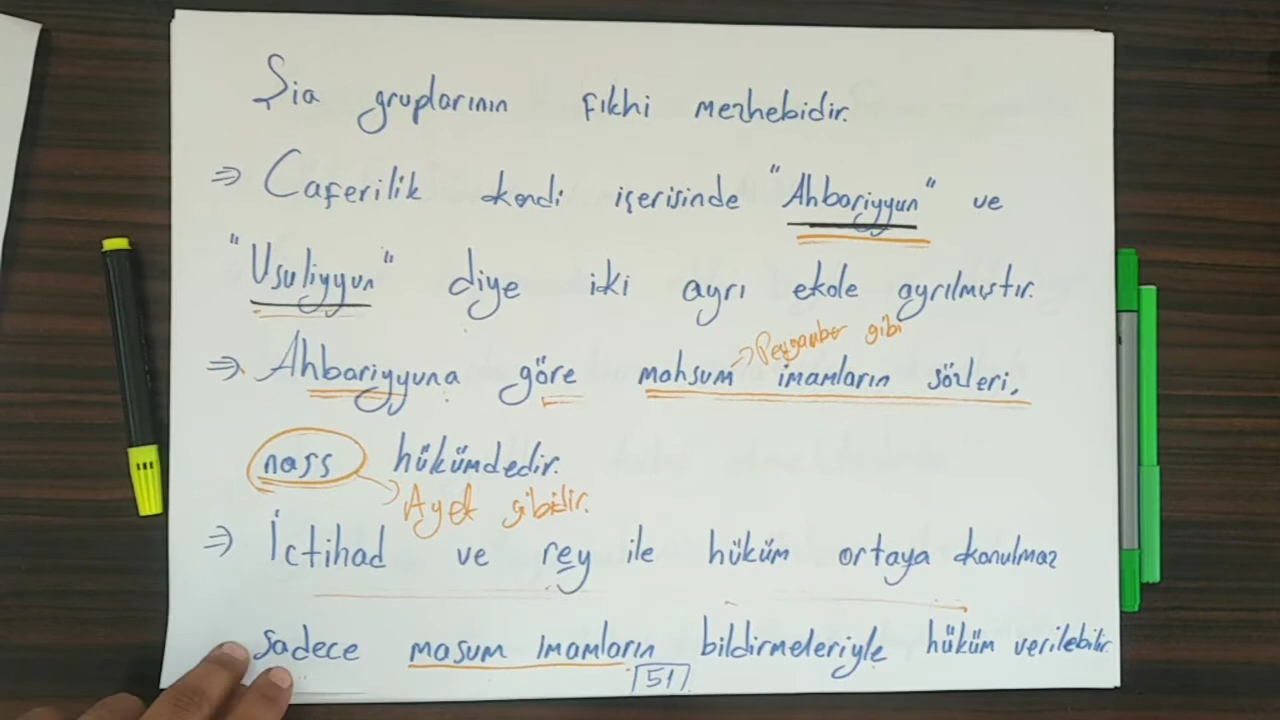 Şia gruplarının fıkhi mezhebidir.
⇒ Caferilik kendi içerisinde "Ahbariyyun" ve
"Usuliyyun" diye iki ayrı ekole ayrılmıştır.
→ Peygamber gibi
⇒ Ahbariyyuna göre mahsum imamların sözleri,
nass hükümdedir.
→ Ayet gibidir.
⇒ İctihad ve rey ile hüküm ortaya konulmaz
sadece masum imamların bildirmeleriyle hüküm verilebilir.
51